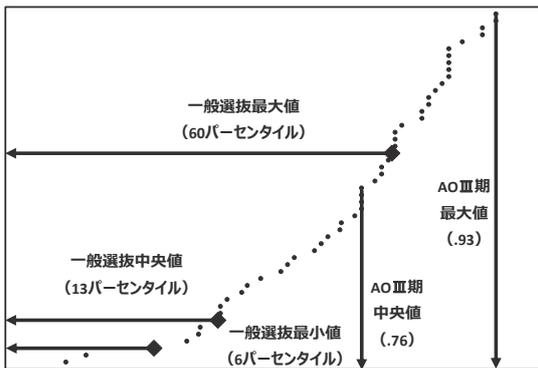 一般選抜最大値
（60パーセンタイル）
AOⅢ期
最大値
（.93）
一般選抜中央値
（13パーセンタイル）
AOⅢ期
中央値
（.76）
一般選抜最小値
（6パーセンタイル）